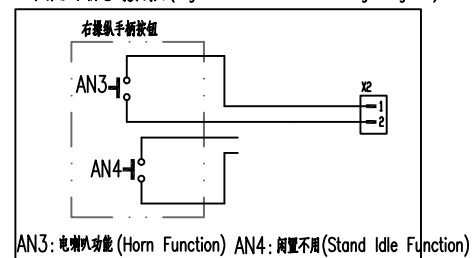 右操纵手柄按钮
AN3
X2
1
2
AN4
AN3: 电喇叭功能 (Horn Function) AN4: 闲置不用(Stand Idle Function)